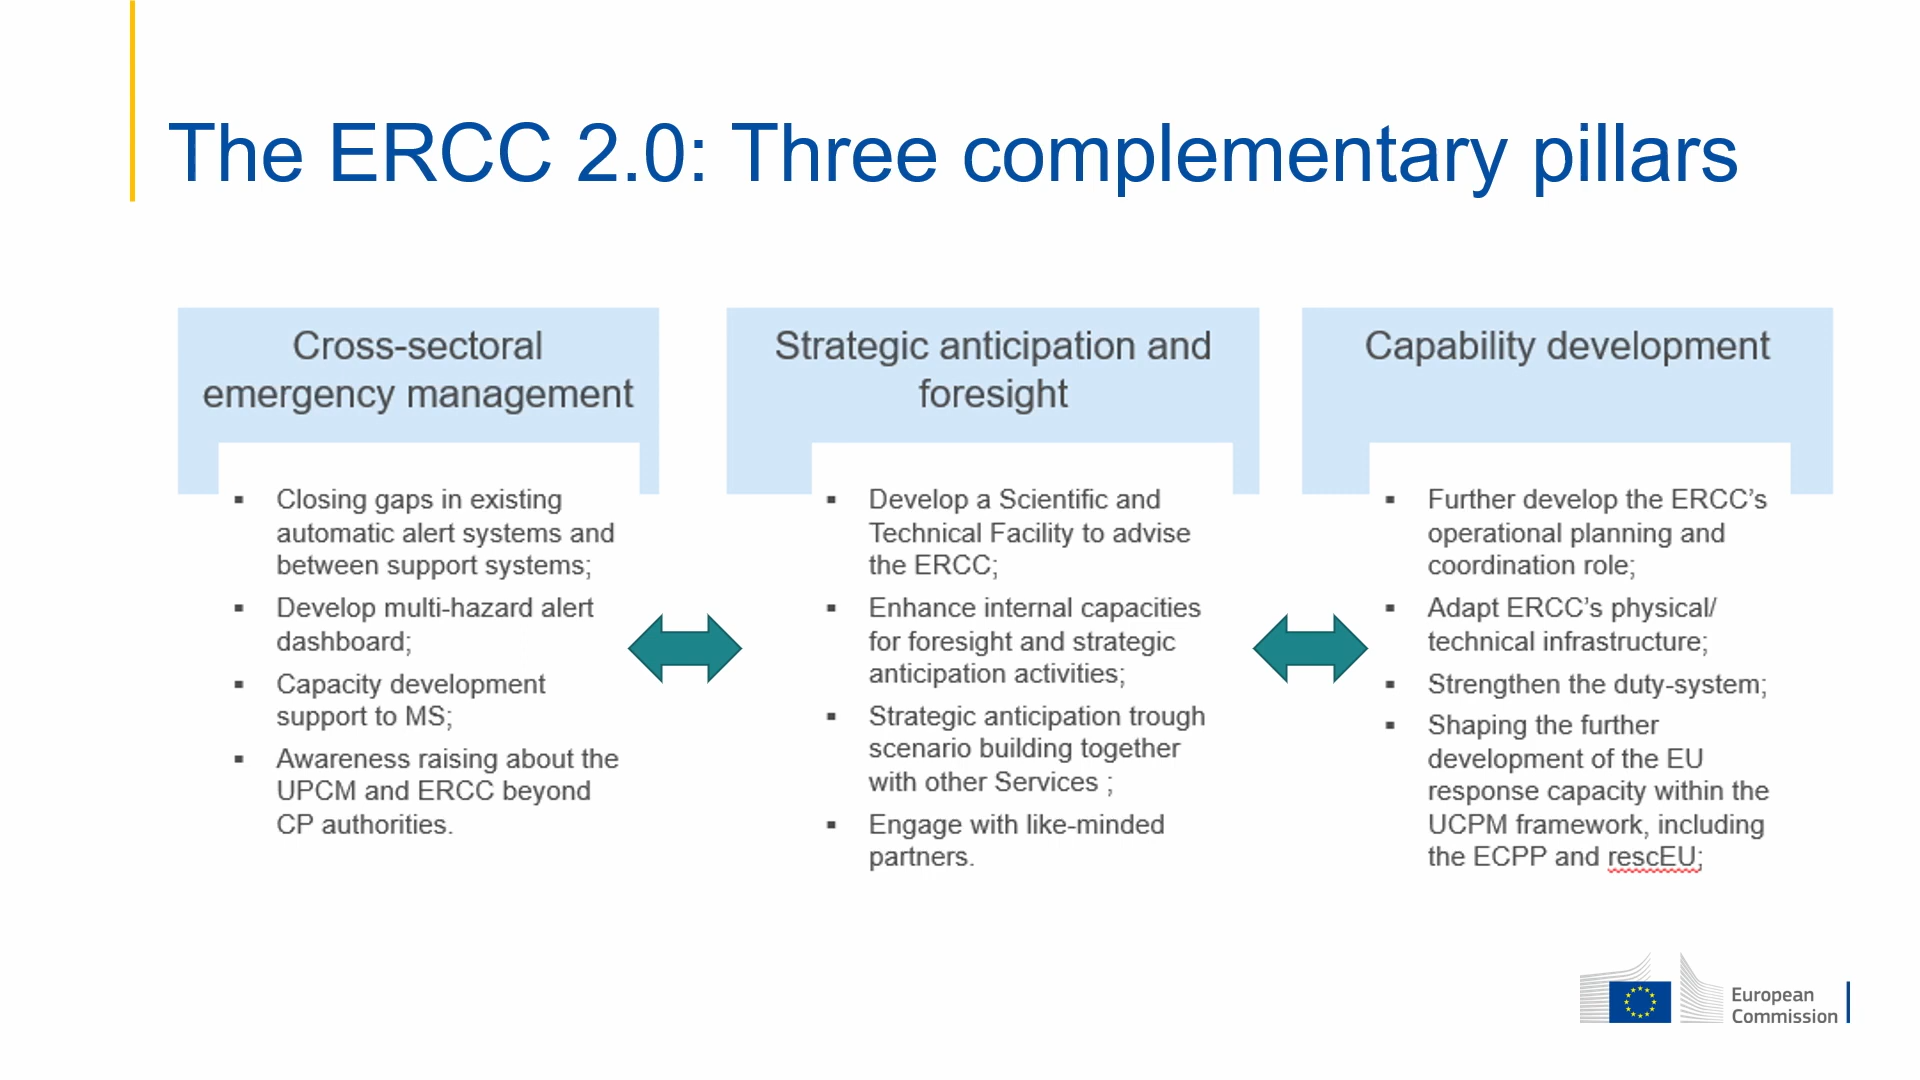 The ERCC 2.0: Three complementary pillars
Cross-sectoral
emergency management
▪ Closing gaps in existing
automatic alert systems and
between support systems;
▪ Develop multi-hazard alert
dashboard;
▪ Capacity development
support to MS;
▪ Awareness raising about the
UPCM and ERCC beyond
CP authorities.
Strategic anticipation and
foresight
▪ Develop a Scientific and
Technical Facility to advise
the ERCC;
▪ Enhance internal capacities
for foresight and strategic
anticipation activities;
▪ Strategic anticipation trough
scenario building together
with other Services ;
▪ Engage with like-minded
partners.
Capability development
▪ Further develop the ERCC’s
operational planning and
coordination role;
▪ Adapt ERCC’s physical/
technical infrastructure;
▪ Strengthen the duty-system;
▪ Shaping the further
development of the EU
response capacity within the
UCPM framework, including
the ECPP and rescEU;
European
Commission